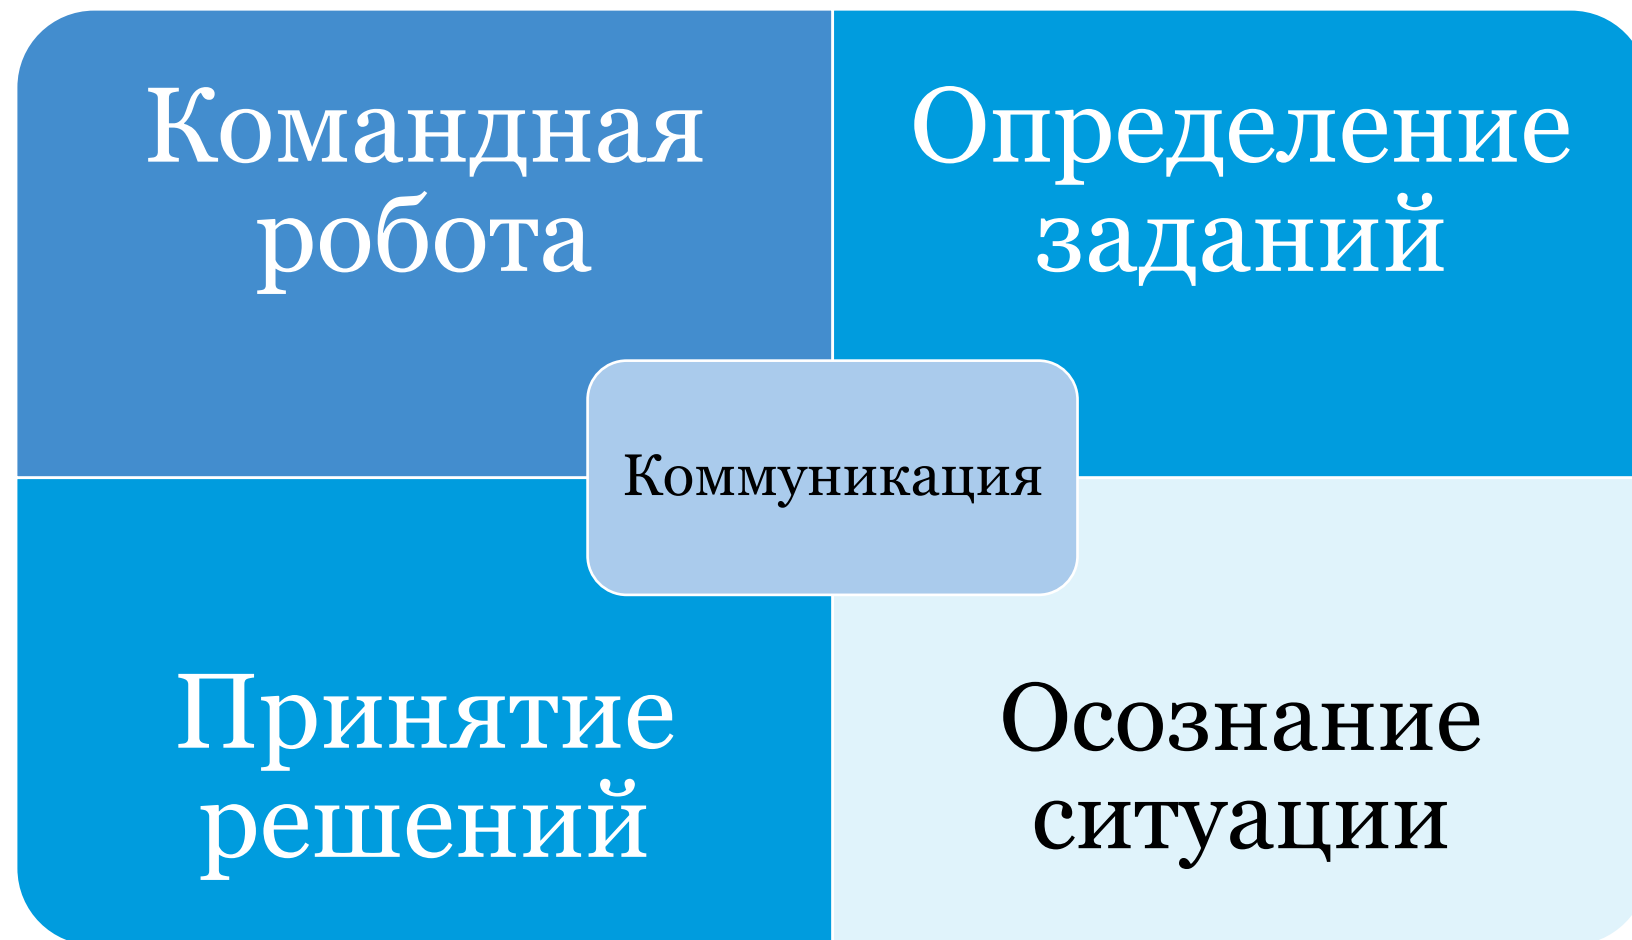 Командная
робота
Определение
заданий
Коммуникация
Принятие
решений
Осознание
ситуации